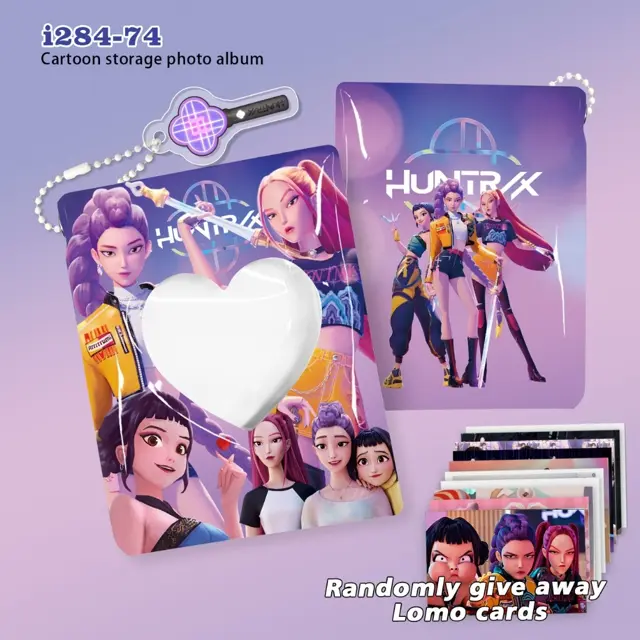 i284-74
Cartoon storage photo album
HUNTR/X
HUNTR/X
Randomly give away
Lomo cards